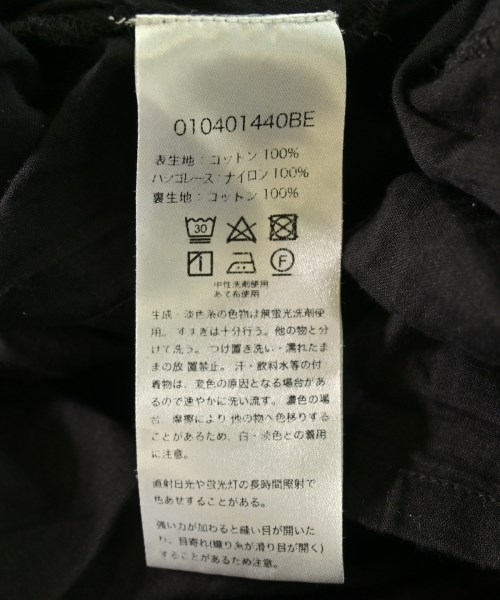 010401440BE
表生地：コットン 100%
ハシゴレース：ナイロン 100%
裏生地：コットン 100%
30
F
中性洗剤使用
あて布使用
生成・淡色系の色物は無蛍光洗剤使
用。 すすぎは十分行う。他の物と分
けて洗う。 つけ置き洗い・濡れたま
まの放 置禁止。 汗・飲料水等の付
着物は、 変色の原因となる場合があ
るので速やかに洗い流す。 濃色の場
合、摩擦により 他の物へ色移りする
ことがあるため、 白・淡色との着用
に注意。
直射日光や蛍光灯の長時間照射で
色あせすることがある。
強い力が加わると縫い目が開いた
り、目寄れ(織り糸が滑り目が開く)
することがあるため注意。